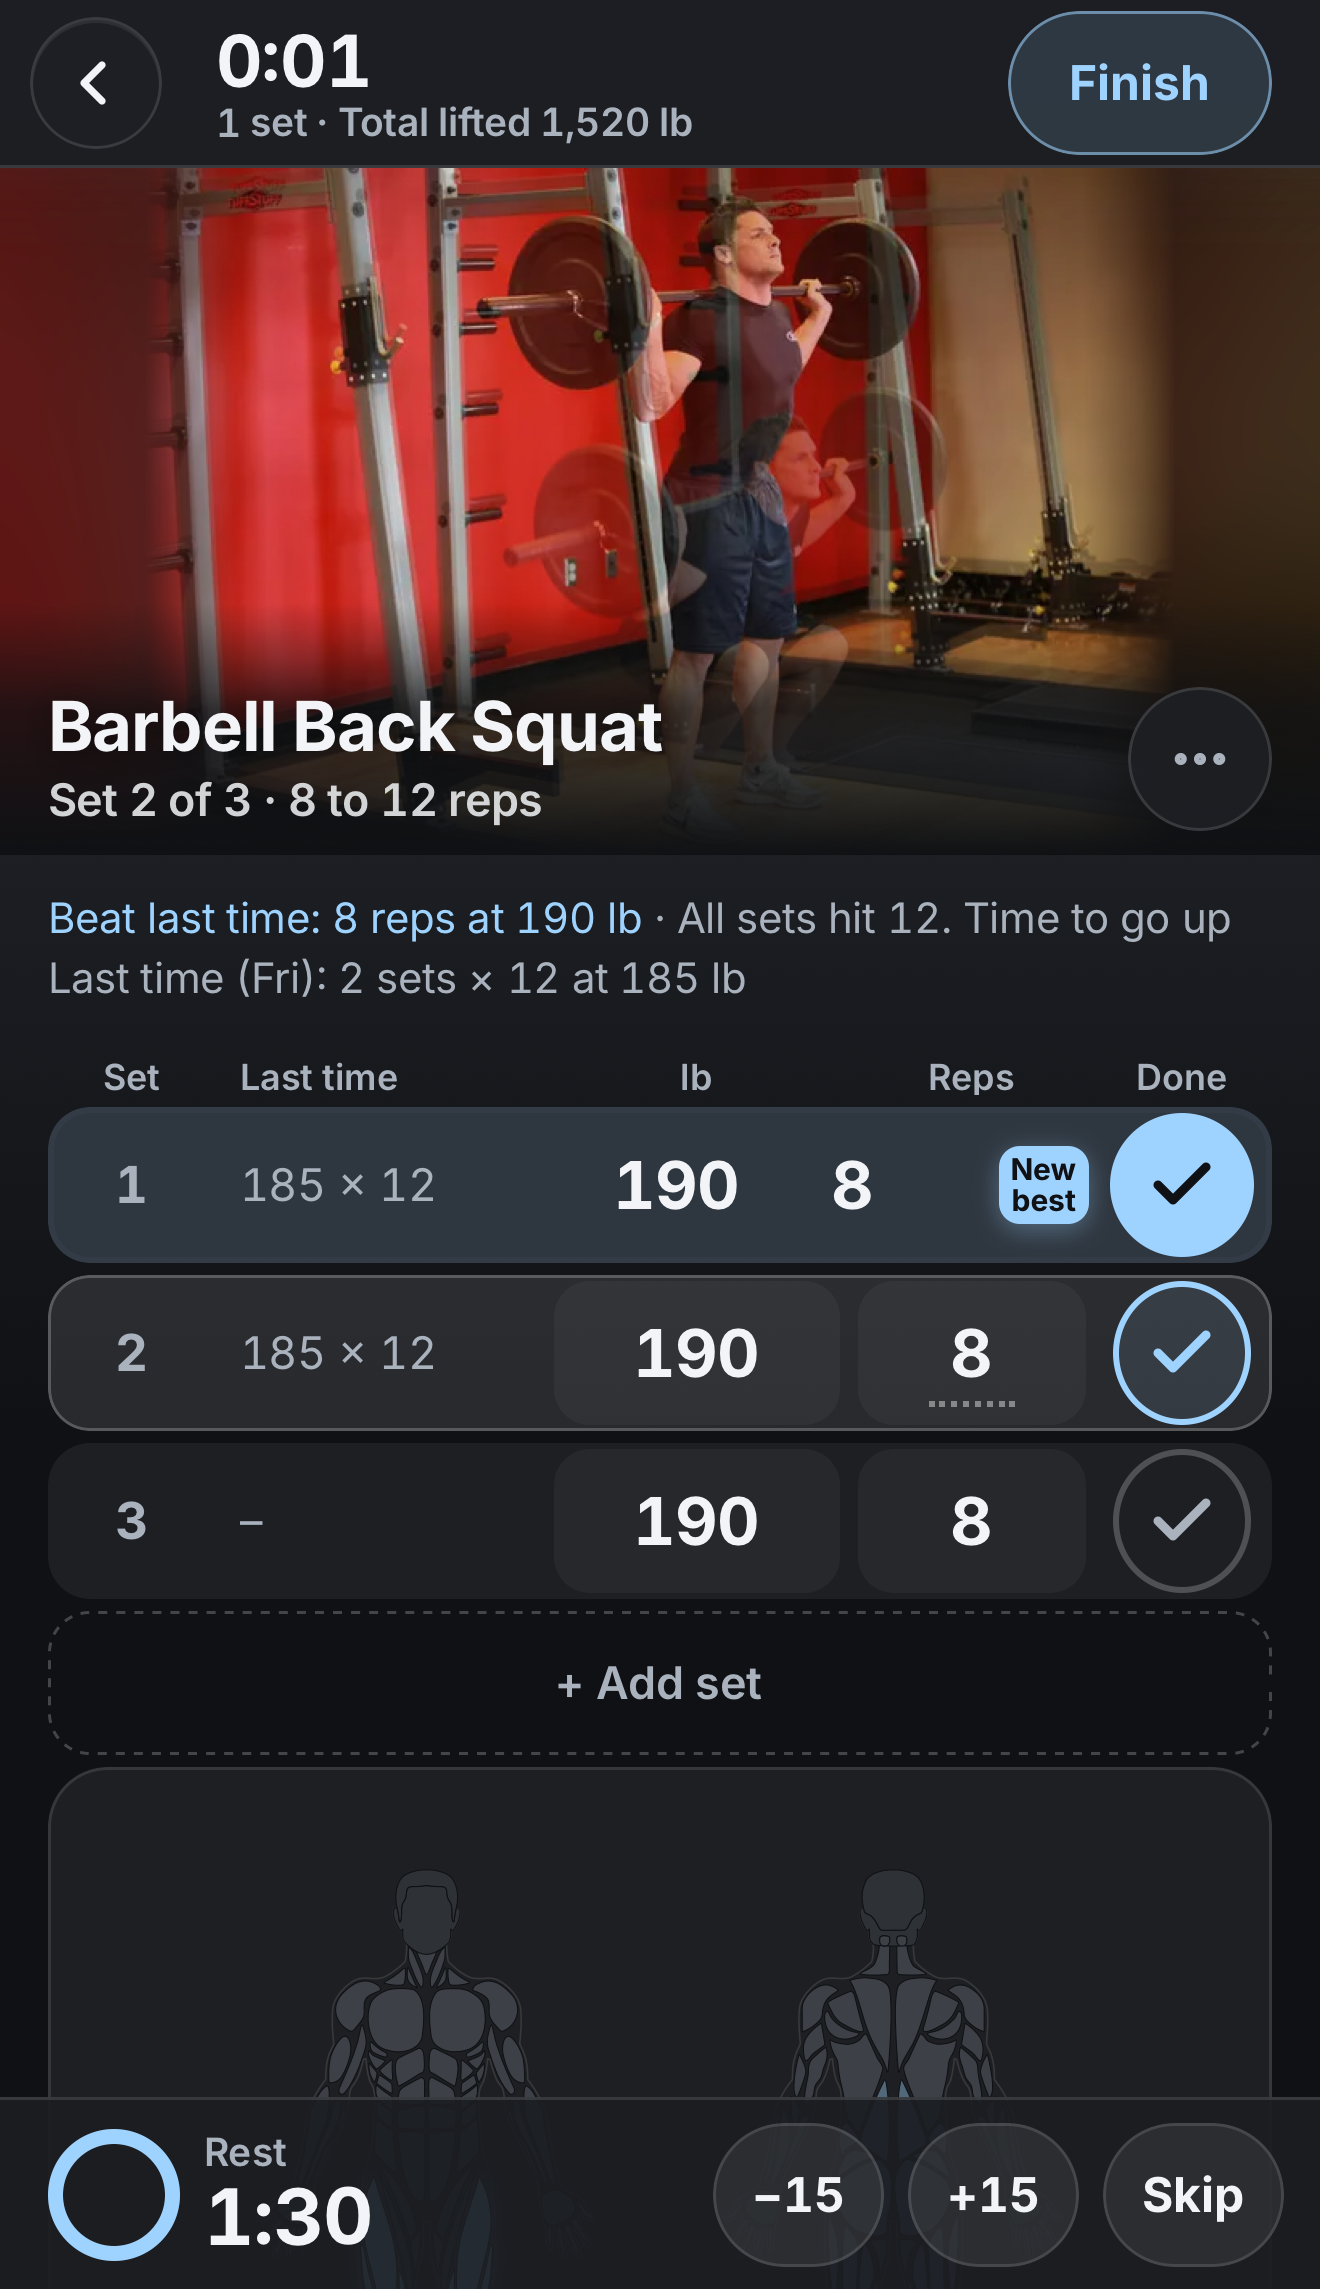 0:01
Finish
1 set · Total lifted 1,520 lb
Barbell Back Squat
Set 2 of 3 · 8 to 12 reps
Beat last time: 8 reps at 190 lb · All sets hit 12. Time to go up
Last time (Fri): 2 sets × 12 at 185 lb
Set Last time lb Reps Done
1 185 × 12 190 8 New best
2 185 × 12 190 8
3 – 190 8
+ Add set
Rest
1:30
–15 +15 Skip